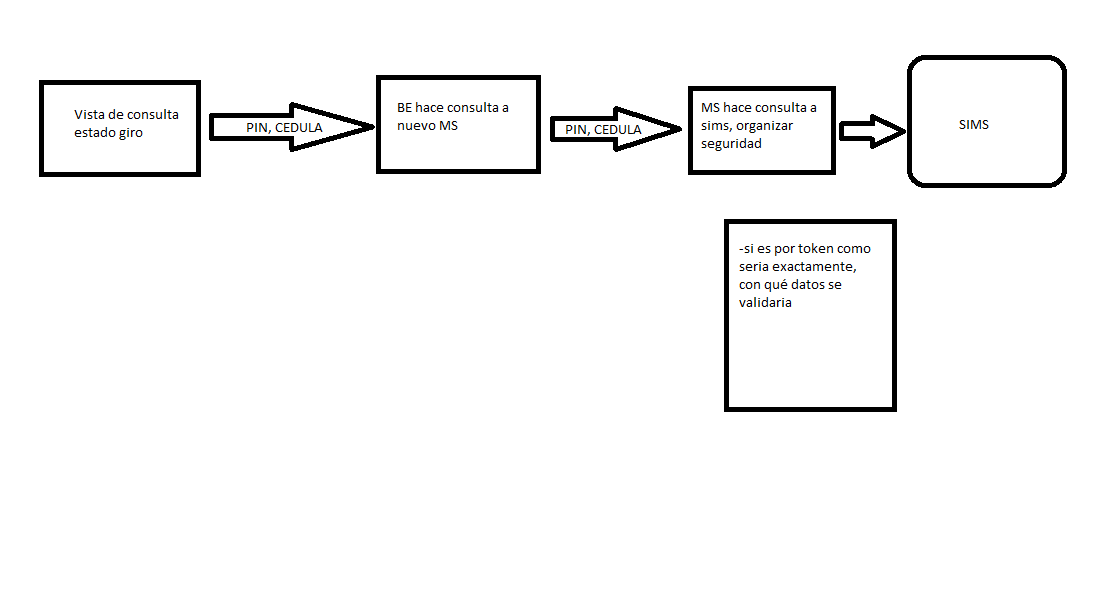 Vista de consulta
estado giro
PIN, CEDULA
BE hace consulta a
nuevo MS
PIN, CEDULA
MS hace consulta a
sims, organizar
seguridad
SIMS
-si es por token como
seria exactamente,
con qué datos se
validaria